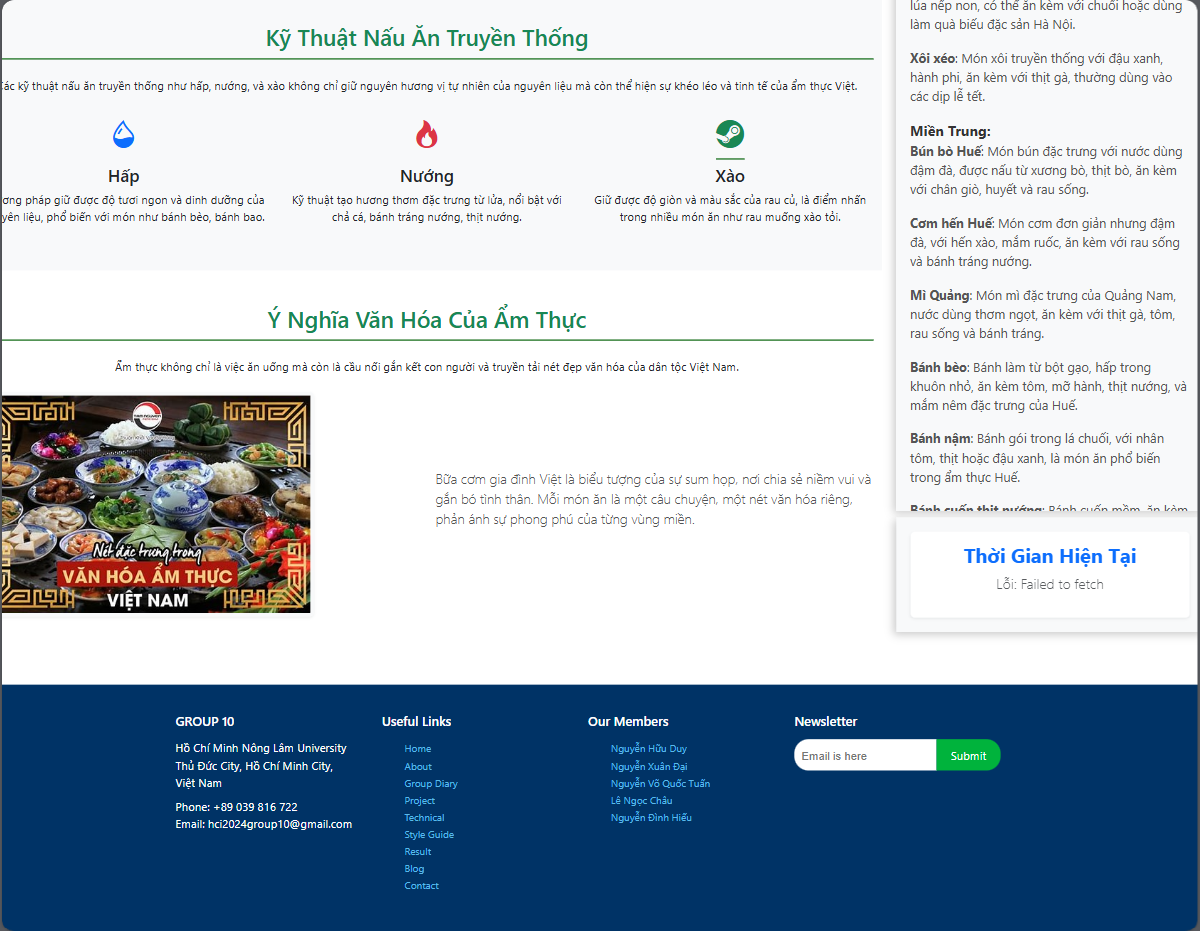 Kỹ Thuật Nấu Ăn Truyền Thống
Các kỹ thuật nấu ăn truyền thống như hấp, nướng, và xào không chỉ giữ nguyên hương vị tự nhiên của nguyên liệu mà còn thể hiện sự khéo léo và tinh tế của ẩm thực Việt.
Hấp
ơng pháp giữ được độ tươi ngon và dinh dưỡng của
yên liệu, phổ biến với món như bánh bèo, bánh bao.
Nướng
Kỹ thuật tạo hương thơm đặc trưng từ lửa, nổi bật với
chả cá, bánh tráng nướng, thịt nướng.
Xào
Giữ được độ giòn và màu sắc của rau củ, là điểm nhấn
trong nhiều món ăn như rau muống xào tỏi.
Ý Nghĩa Văn Hóa Của Ẩm Thực
Ẩm thực không chỉ là việc ăn uống mà còn là cầu nối gắn kết con người và truyền tải nét đẹp văn hóa của dân tộc Việt Nam.
Nét đặc trưng trong
VĂN HÓA ẨM THỰC
VIỆT NAM
Bữa cơm gia đình Việt là biểu tượng của sự sum họp, nơi chia sẻ niềm vui và
gắn bó tình thân. Mỗi món ăn là một câu chuyện, một nét văn hóa riêng,
phản ánh sự phong phú của từng vùng miền.
lúa nếp non, có thể ăn kèm với chuối hoặc dùng
làm quà biếu đặc sản Hà Nội.
Xôi xéo: Món xôi truyền thống với đậu xanh,
hành phi, ăn kèm với thịt gà, thường dùng vào
các dịp lễ tết.
Miền Trung:
Bún bò Huế: Món bún đặc trưng với nước dùng
đậm đà, được nấu từ xương bò, thịt bò, ăn kèm
với chân giò, huyết và rau sống.
Cơm hến Huế: Món cơm đơn giản nhưng đậm
đà, với hến xào, mắm ruốc, ăn kèm với rau sống
và bánh tráng nướng.
Mì Quảng: Món mì đặc trưng của Quảng Nam,
nước dùng thơm ngọt, ăn kèm với thịt gà, tôm,
rau sống và bánh tráng.
Bánh bèo: Bánh làm từ bột gạo, hấp trong
khuôn nhỏ, ăn kèm tôm, mỡ hành, thịt nướng, và
mắm nêm đặc trưng của Huế.
Bánh nậm: Bánh gói trong lá chuối, với nhân
tôm, thịt hoặc đậu xanh, là món ăn phổ biến
trong ẩm thực Huế.
Bánh cuốn thịt nướng: Bánh cuốn mềm, ăn kèm
Thời Gian Hiện Tại
Lỗi: Failed to fetch
GROUP 10
Hồ Chí Minh Nông Lâm University
Thủ Đức City, Hồ Chí Minh City,
Việt Nam
Phone: +89 039 816 722
Email: hci2024group10@gmail.com
Useful Links
Home
About
Group Diary
Project
Technical
Style Guide
Result
Blog
Contact
Our Members
Nguyễn Hữu Duy
Nguyễn Xuân Đại
Nguyễn Võ Quốc Tuấn
Lê Ngọc Châu
Nguyễn Đình Hiếu
Newsletter
Email is here
Submit